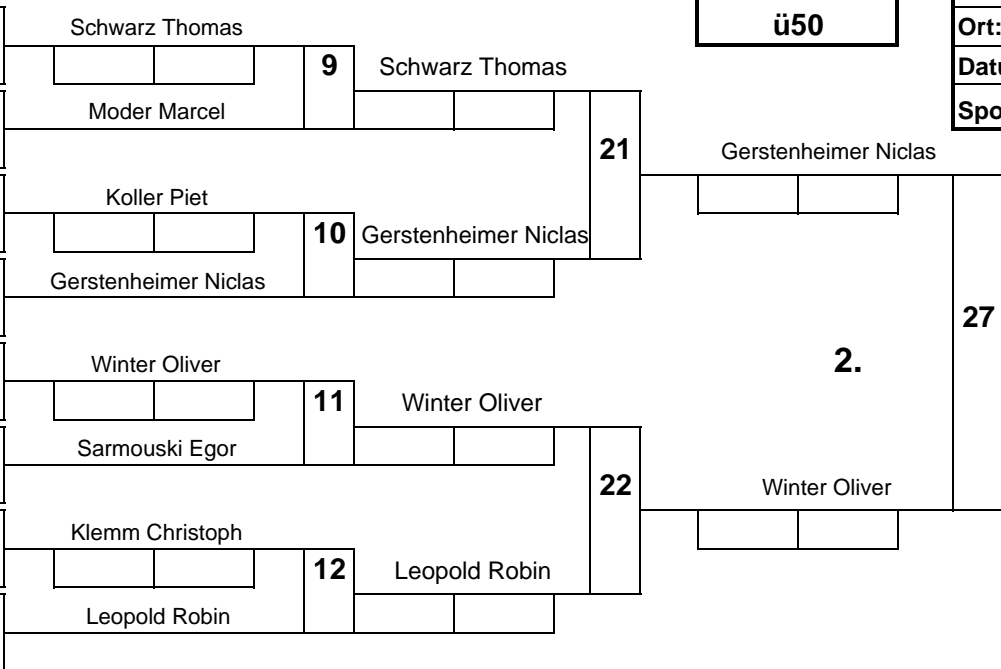 ü50
Ort:
Schwarz Thomas
9
Schwarz Thomas
Moder Marcel
21
Gerstenheimer Niclas
Koller Piet
10
Gerstenheimer Niclas
Gerstenheimer Niclas
27
Winter Oliver
2.
11
Winter Oliver
Sarmouski Egor
22
Winter Oliver
Klemm Christoph
12
Leopold Robin
Leopold Robin